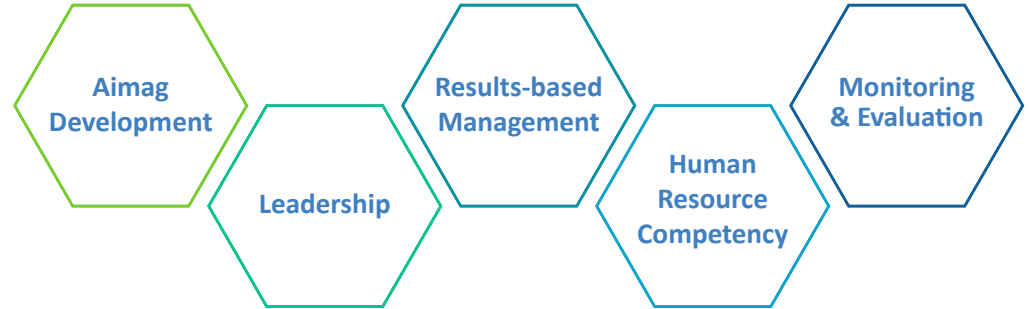 Aimag
Development
Leadership
Results-based
Management
Human
Resource
Competency
Monitoring
& Evaluation